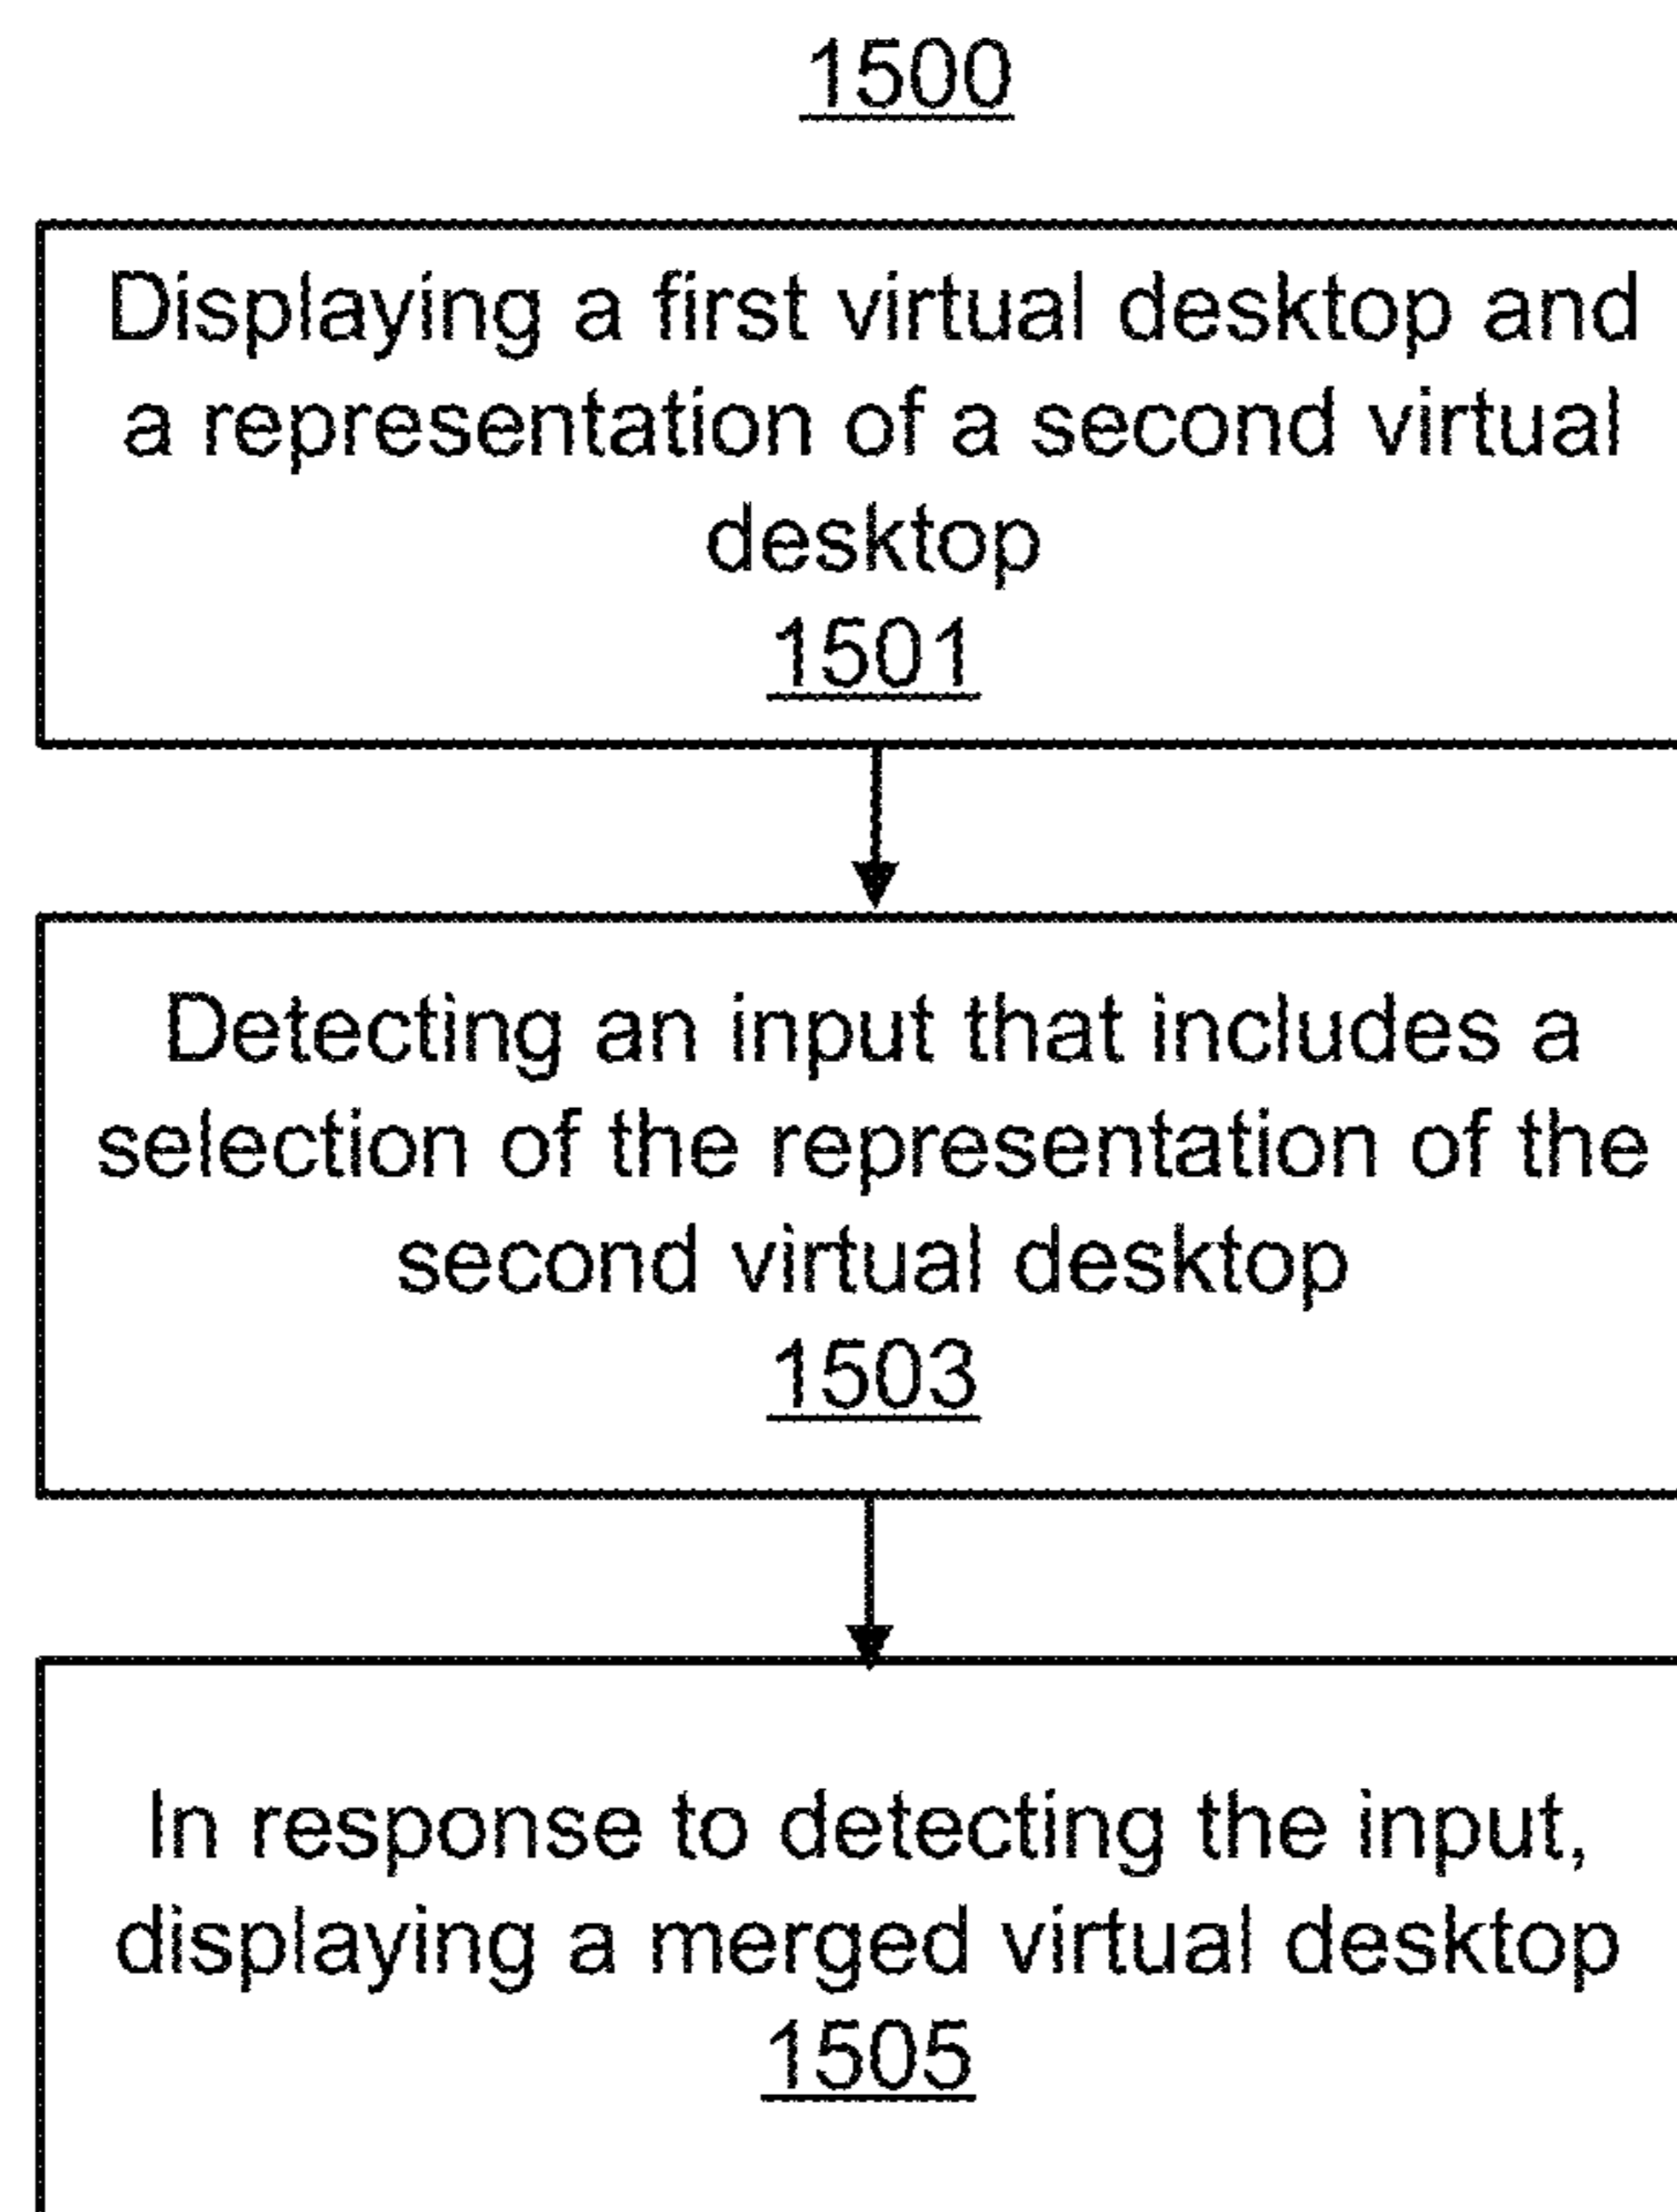 1500
Displaying a first virtual desktop and
a representation of a second virtual
desktop
1501
Detecting an input that includes a
selection of the representation of the
second virtual desktop
1503
In response to detecting the input,
displaying a merged virtual desktop
1505